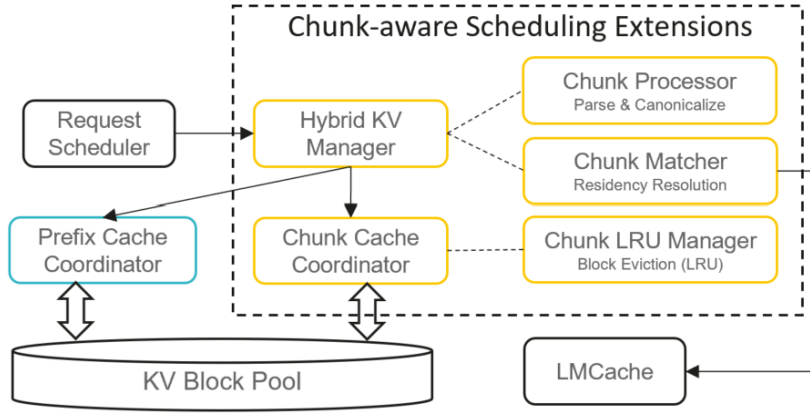 Chunk-aware Scheduling Extensions
Request
Scheduler
Hybrid KV
Manager
Chunk Processor
Parse & Canonicalize
Chunk Matcher
Residency Resolution
Prefix Cache
Coordinator
Chunk Cache
Coordinator
Chunk LRU Manager
Block Eviction (LRU)
KV Block Pool
LMCache